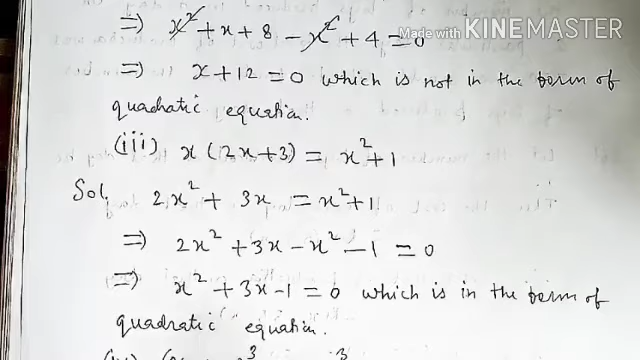 ⇒ x² + x + 8 - x² + 4 = 0
Made with KINEMASTER
⇒ x + 12 = 0 which is not in the form of
quadratic equation.
(iii) x (2x+3) = x²+1
Sol. 2x² + 3x = x²+1
⇒ 2x² + 3x - x² - 1 = 0
⇒ x² + 3x - 1 = 0 which is in the form of
quadratic equation.